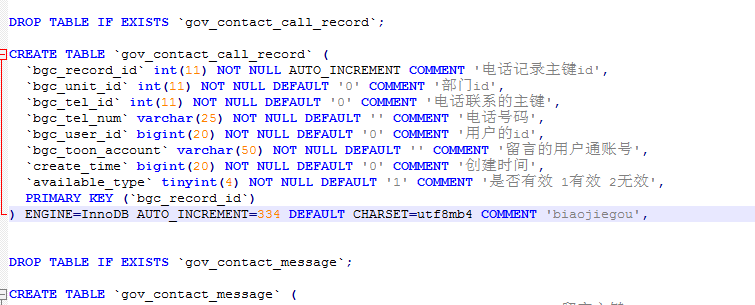 DROP TABLE IF EXISTS `gov_contact_call_record`;
CREATE TABLE `gov_contact_call_record` (
`bgc_record_id` int(11) NOT NULL AUTO_INCREMENT COMMENT '电话记录主键id',
`bgc_unit_id` int(11) NOT NULL DEFAULT '0' COMMENT '部门id',
`bgc_tel_id` int(11) NOT NULL DEFAULT '0' COMMENT '电话联系的主键',
`bgc_tel_num` varchar(25) NOT NULL DEFAULT '' COMMENT '电话号码',
`bgc_user_id` bigint(20) NOT NULL DEFAULT '0' COMMENT '用户的id',
`bgc_toon_account` varchar(50) NOT NULL DEFAULT '' COMMENT '留言的用户通账号',
`create_time` bigint(20) NOT NULL DEFAULT '0' COMMENT '创建时间',
`available_type` tinyint(4) NOT NULL DEFAULT '1' COMMENT '是否有效 1有效 2无效',
PRIMARY KEY (`bgc_record_id`)
) ENGINE=InnoDB AUTO_INCREMENT=334 DEFAULT CHARSET=utf8mb4 COMMENT 'biaojiegou',
DROP TABLE IF EXISTS `gov_contact_message`;
CREATE TABLE `gov_contact_message` (